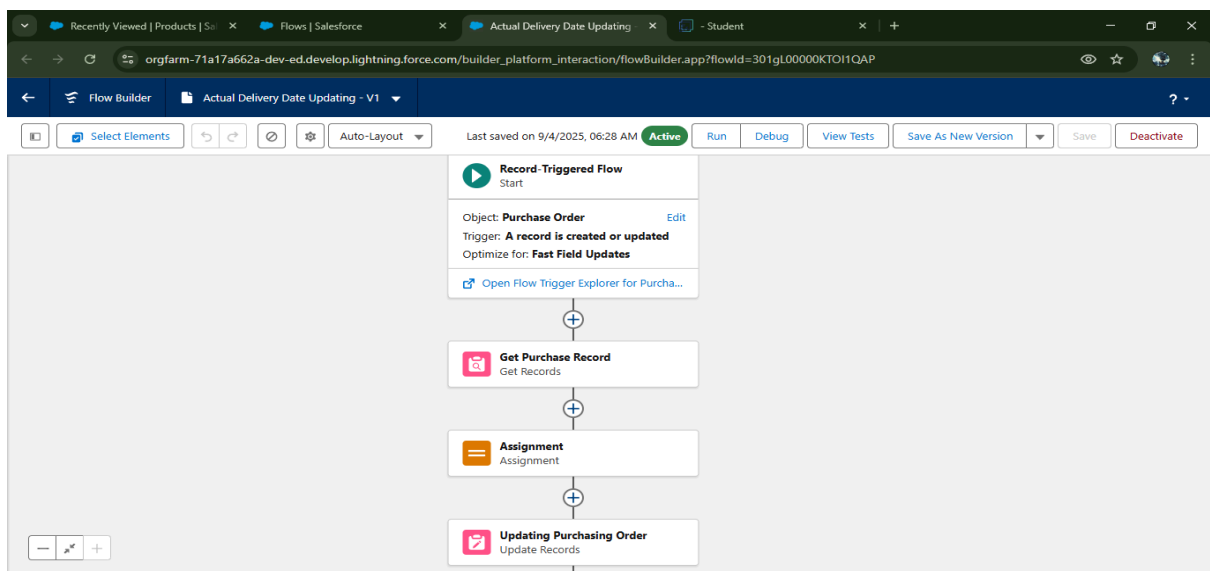 Recently Viewed | Products | Sal
Flows | Salesforce
Actual Delivery Date Updating -
- Student
orgfarm-71a17a662a-dev-ed.develop.lightning.force.com/builder_platform_interaction/flowBuilder.app?flowId=301gL00000KTOI1QAP
Flow Builder
Actual Delivery Date Updating - V1
?
Select Elements
Auto-Layout
Last saved on 9/4/2025, 06:28 AM
Active
Run
Debug
View Tests
Save As New Version
Save
Deactivate
Record-Triggered Flow
Start
Object: Purchase Order
Edit
Trigger: A record is created or updated
Optimize for: Fast Field Updates
Open Flow Trigger Explorer for Purcha...
Get Purchase Record
Get Records
Assignment
Assignment
Updating Purchasing Order
Update Records